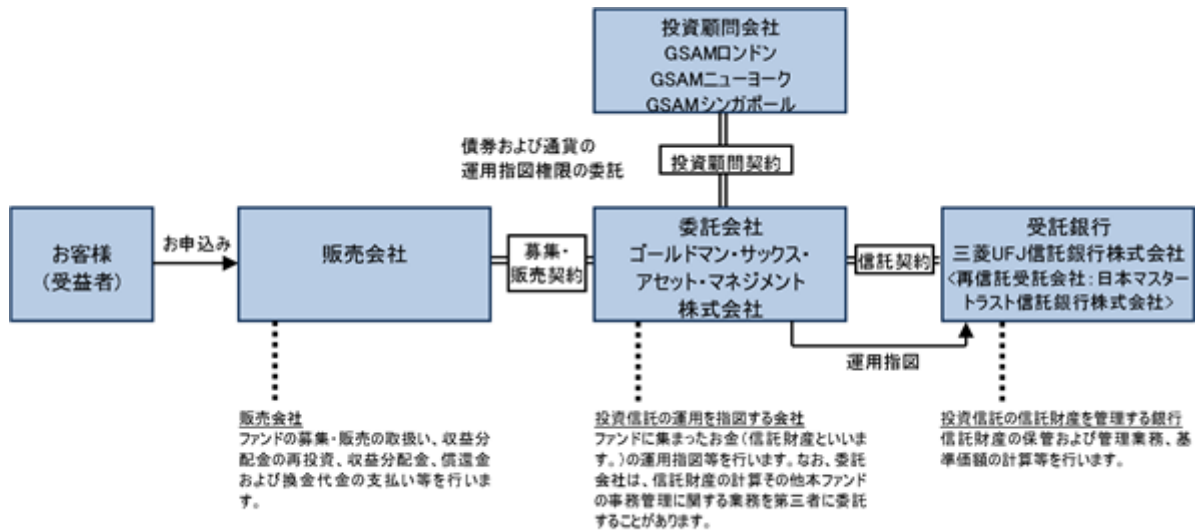 投資顧問会社
GSAMロンドン
GSAMニューヨーク
GSAMシンガポール
債券および通貨の
運用指図権限の委託
投資顧問契約
お客様
(受益者)
お申込み
販売会社
募集・
販売契約
委託会社
ゴールドマン・サックス・
アセット・マネジメント
株式会社
信託契約
受託銀行
三菱UFJ信託銀行株式会社
<再信託受託会社:日本マスター
トラスト信託銀行株式会社>
運用指図
販売会社
ファンドの募集・販売の取扱い、収益分
配金の再投資、収益分配金、償還金
および換金代金の支払い等を行いま
す。
投資信託の運用を指図する会社
ファンドに集まったお金(信託財産といいま
す。)の運用指図等を行います。なお、委託
会社は、信託財産の計算その他本ファンド
の事務管理に関する業務を第三者に委託
することがあります。
投資信託の信託財産を管理する銀行
信託財産の保管および管理業務、基
準価額の計算等を行います。